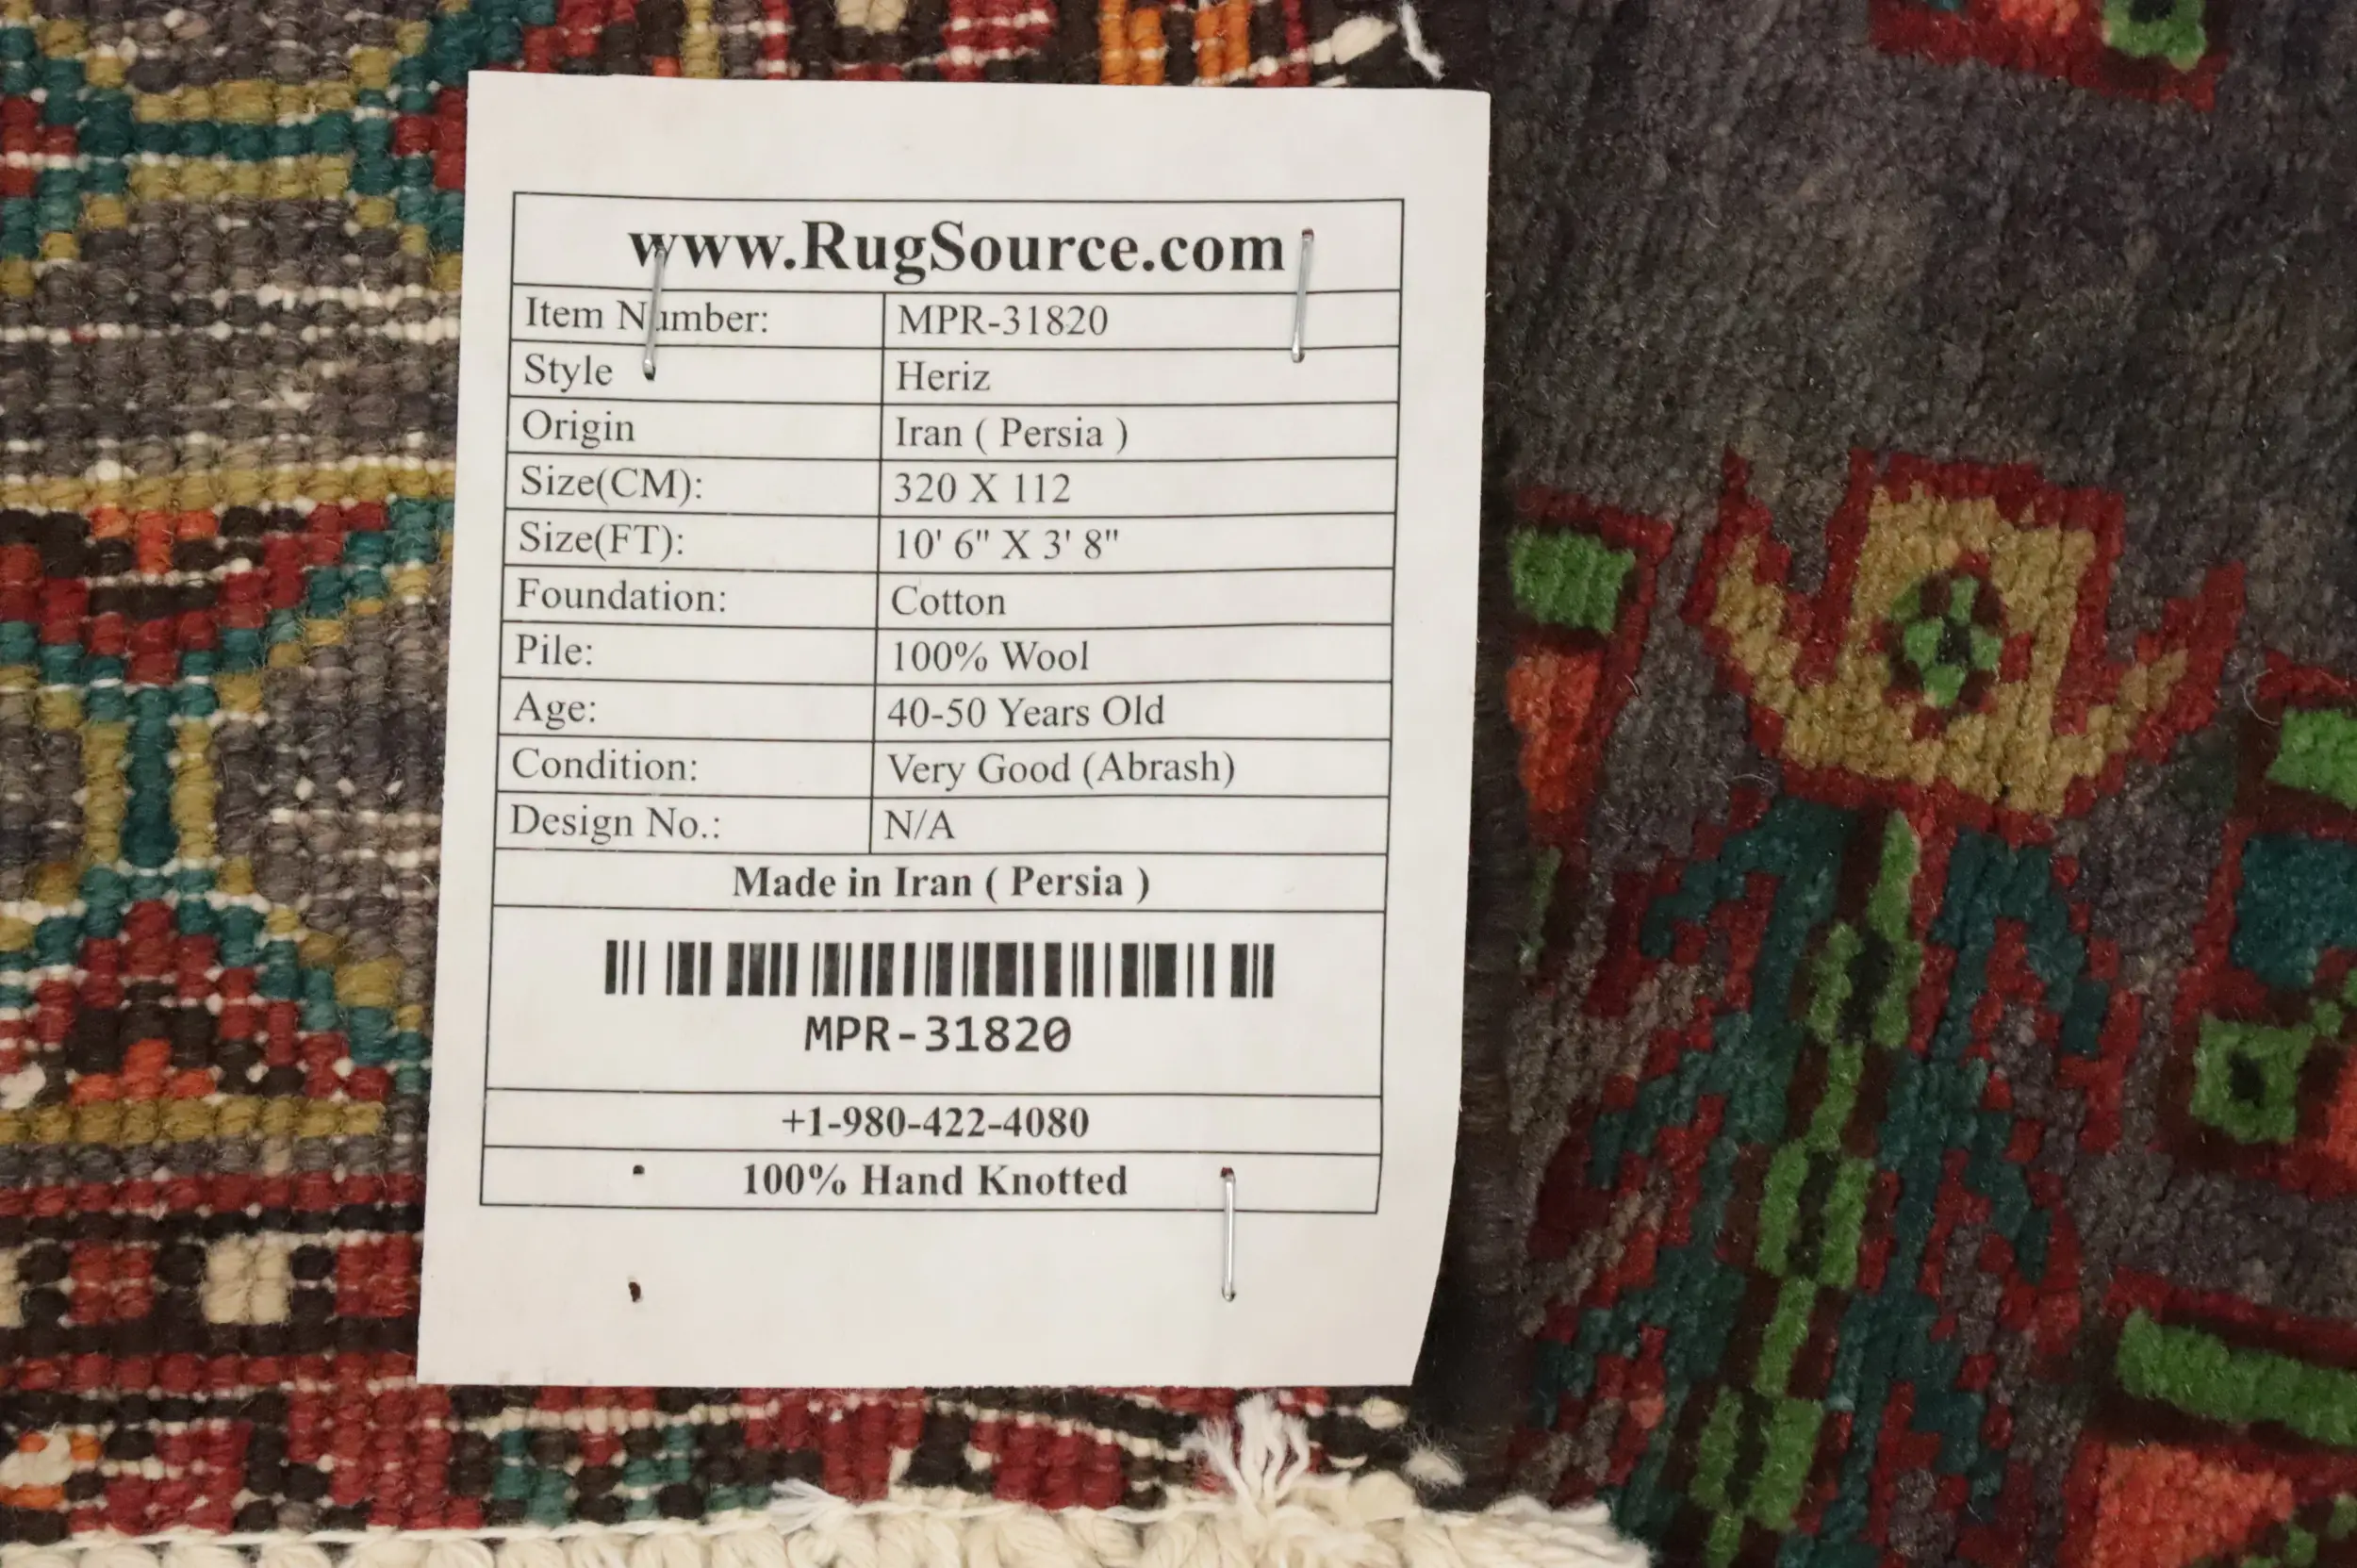 www.RugSource.com
Item Number: MPR-31820
Style Heriz
Origin Iran ( Persia )
Size(CM): 320 X 112
Size(FT): 10' 6" X 3' 8"
Foundation: Cotton
Pile: 100% Wool
Age: 40-50 Years Old
Condition: Very Good (Abrash)
Design No.: N/A
Made in Iran ( Persia )
MPR-31820
+1-980-422-4080
100% Hand Knotted